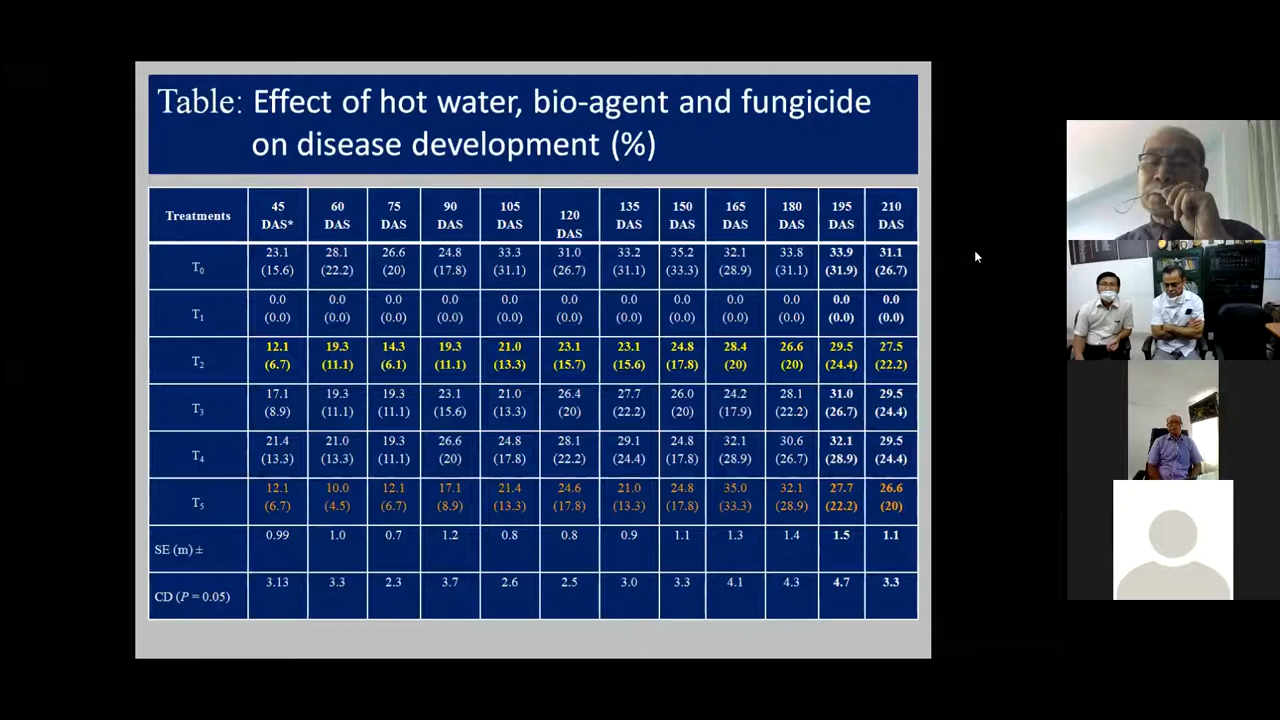 Table: Effect of hot water, bio-agent and fungicide
on disease development (%)
Treatments 45 60 75 90 105 120 135 150 165 180 195 210
DAS* DAS DAS DAS DAS DAS DAS DAS DAS DAS DAS DAS
T0 23.1 28.1 26.6 24.8 33.3 31.0 33.2 35.2 32.1 33.8 33.9 31.1
(15.6) (22.2) (20) (17.8) (31.1) (26.7) (31.1) (33.3) (28.9) (31.1) (31.9) (26.7)
T1 0.0 0.0 0.0 0.0 0.0 0.0 0.0 0.0 0.0 0.0 0.0 0.0
(0.0) (0.0) (0.0) (0.0) (0.0) (0.0) (0.0) (0.0) (0.0) (0.0) (0.0) (0.0)
T2 12.1 19.3 14.3 19.3 21.0 23.1 23.1 24.8 28.4 26.6 29.5 27.5
(6.7) (11.1) (6.1) (11.1) (13.3) (15.7) (15.6) (17.8) (20) (20) (24.4) (22.2)
T3 17.1 19.3 19.3 23.1 21.0 26.4 27.7 26.0 24.2 28.1 31.0 29.5
(8.9) (11.1) (11.1) (15.6) (13.3) (20) (22.2) (20) (17.9) (22.2) (26.7) (24.4)
T4 21.4 21.0 19.3 26.6 24.8 28.1 29.1 24.8 32.1 30.6 32.1 29.5
(13.3) (13.3) (11.1) (20) (17.8) (22.2) (24.4) (17.8) (28.9) (26.7) (28.9) (24.4)
T5 12.1 10.0 12.1 17.1 21.4 24.6 21.0 24.8 35.0 32.1 27.7 26.6
(6.7) (4.5) (6.7) (8.9) (13.3) (17.8) (13.3) (17.8) (33.3) (28.9) (22.2) (20)
SE (m) ± 0.99 1.0 0.7 1.2 0.8 0.8 0.9 1.1 1.3 1.4 1.5 1.1
CD (P = 0.05) 3.13 3.3 2.3 3.7 2.6 2.5 3.0 3.3 4.1 4.3 4.7 3.3